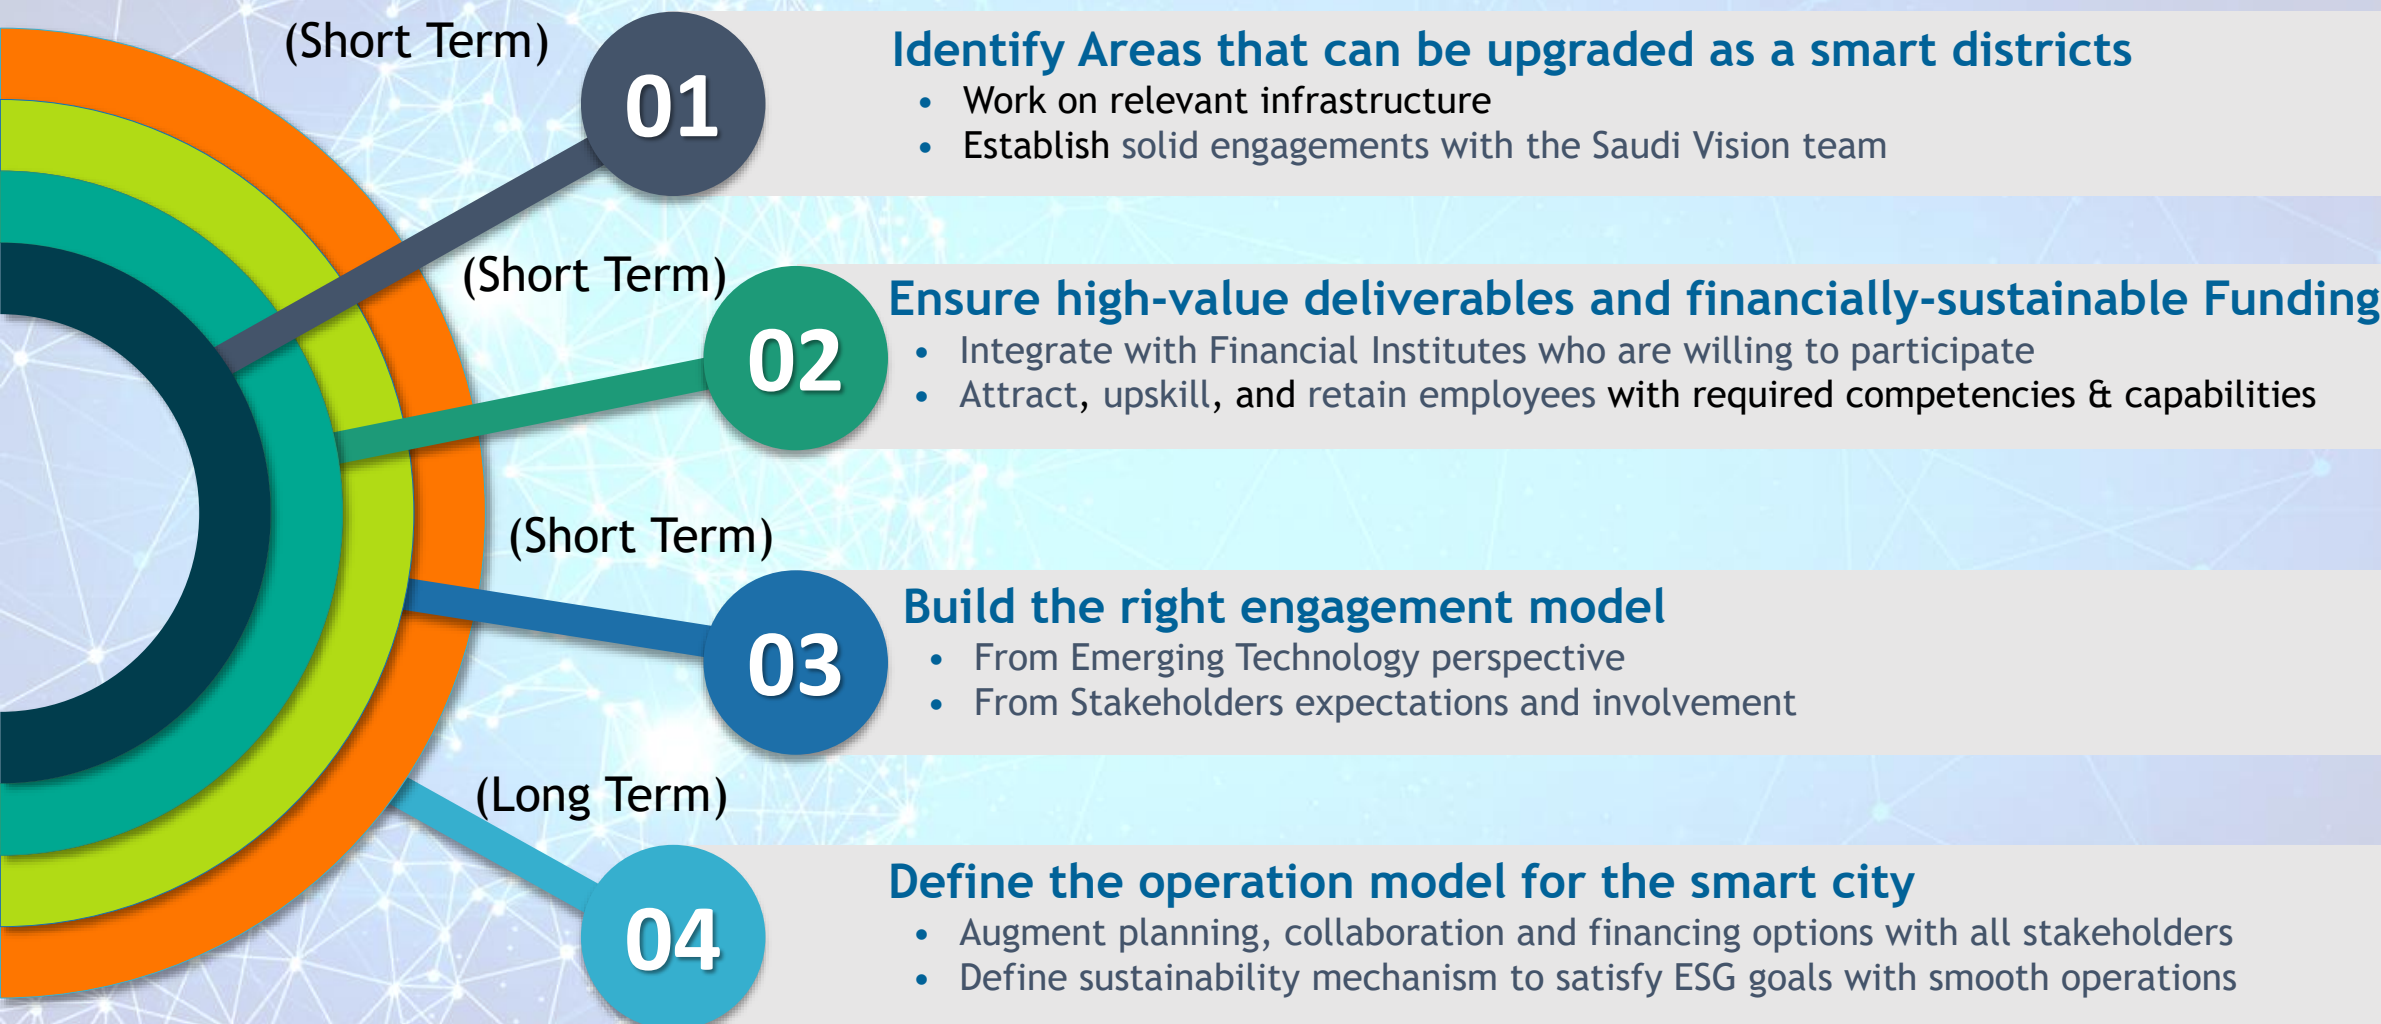 (Short Term)
01
Identify Areas that can be upgraded as a smart districts
• Work on relevant infrastructure
• Establish solid engagements with the Saudi Vision team
(Short Term)
02
Ensure high-value deliverables and financially-sustainable Funding
• Integrate with Financial Institutes who are willing to participate
• Attract, upskill, and retain employees with required competencies & capabilities
(Short Term)
03
Build the right engagement model
• From Emerging Technology perspective
• From Stakeholders expectations and involvement
(Long Term)
04
Define the operation model for the smart city
• Augment planning, collaboration and financing options with all stakeholders
• Define sustainability mechanism to satisfy ESG goals with smooth operations